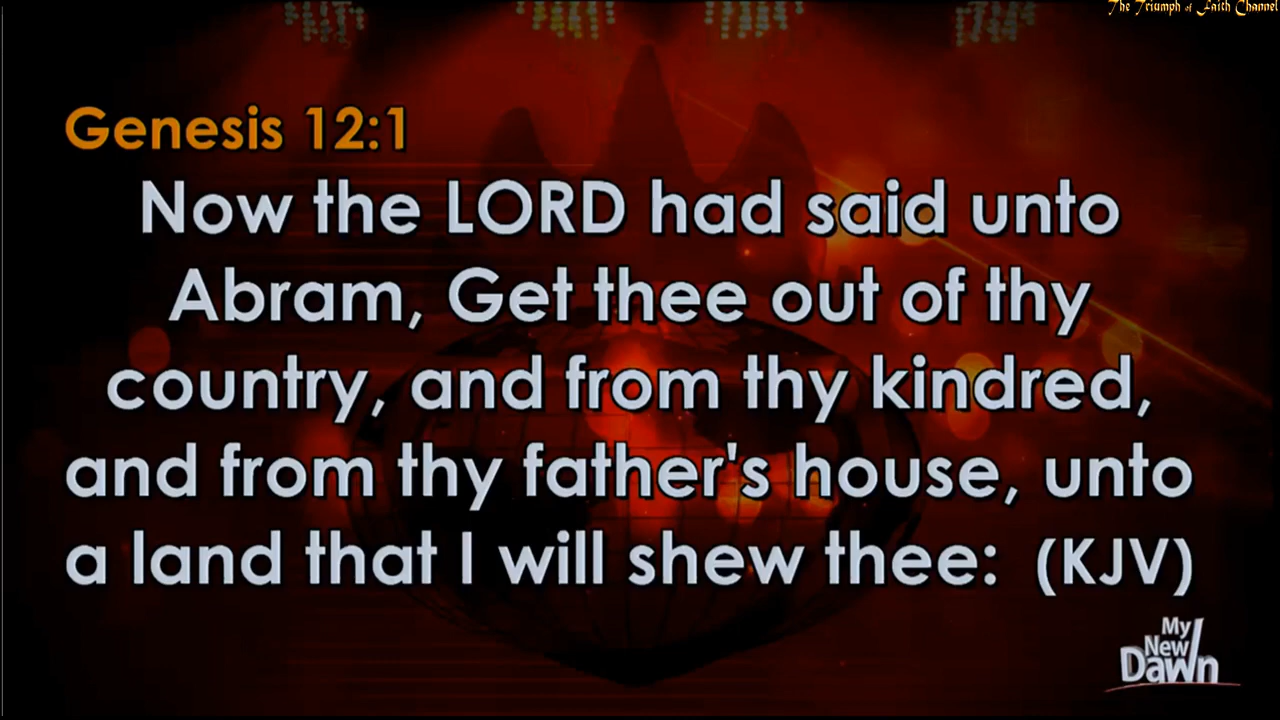 The Triumph of Faith Channel
Genesis 12:1
Now the LORD had said unto
Abram, Get thee out of thy
country, and from thy kindred,
and from thy father's house, unto
a land that I will shew thee: (KJV)
My
New
Dawn